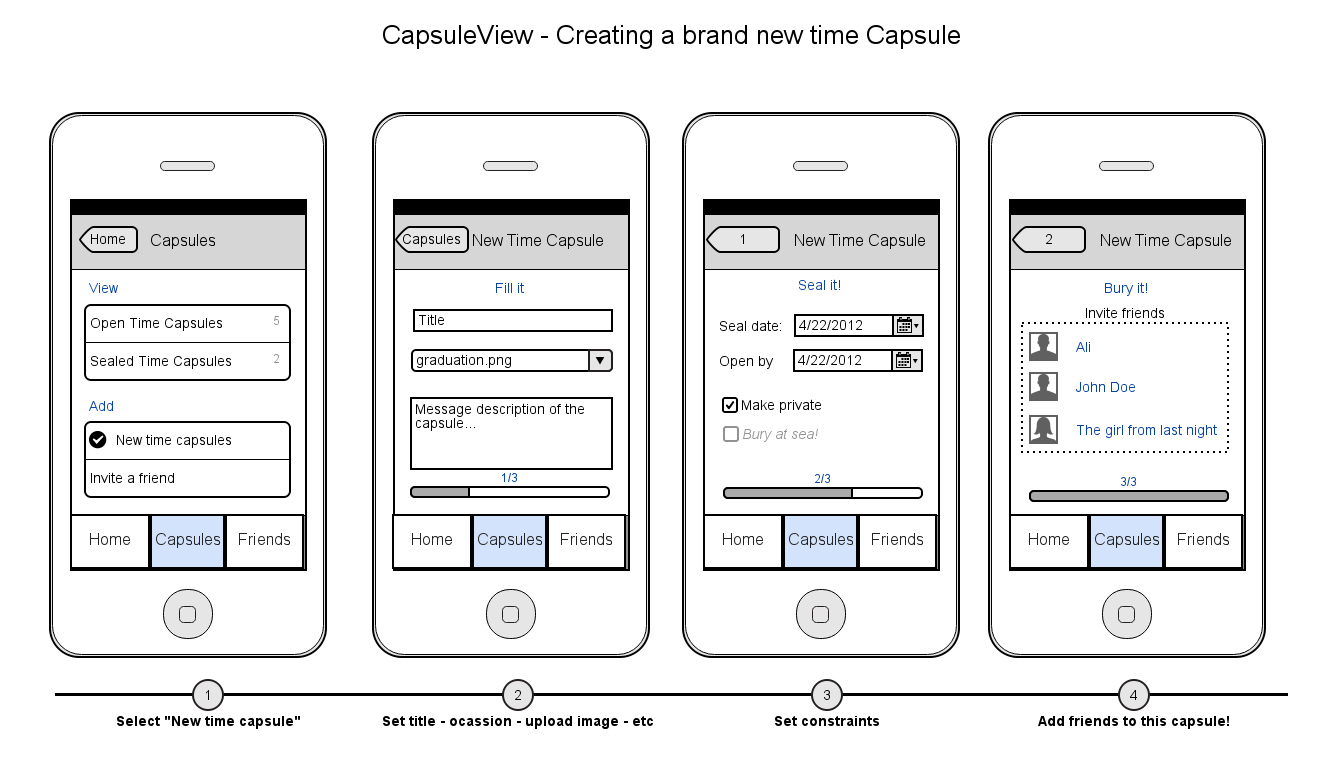 CapsuleView - Creating a brand new time Capsule
Home
Capsules
View
Open Time Capsules 5
Sealed Time Capsules 2
Add
New time capsules
Invite a friend
Home Capsules Friends
Capsules
New Time Capsule
Fill it
Title
graduation.png
Message description of the
capsule...
1/3
Home Capsules Friends
1
New Time Capsule
Seal it!
Seal date: 4/22/2012
Open by 4/22/2012
Make private
Bury at sea!
2/3
Home Capsules Friends
2
New Time Capsule
Bury it!
Invite friends
Ali
John Doe
The girl from last night
3/3
Home Capsules Friends
1
Select "New time capsule"
2
Set title - ocassion - upload image - etc
3
Set constraints
4
Add friends to this capsule!